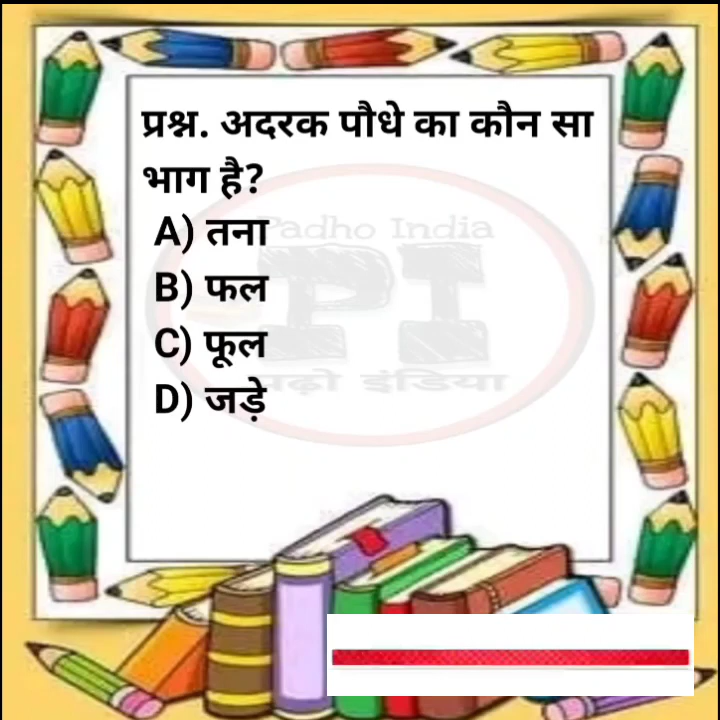 प्रश्न. अदरक पौधे का कौन सा
भाग है?
A) तना
B) फल
C) फूल
D) जड़े
Padho India
PI
पढ़ो इंडिया